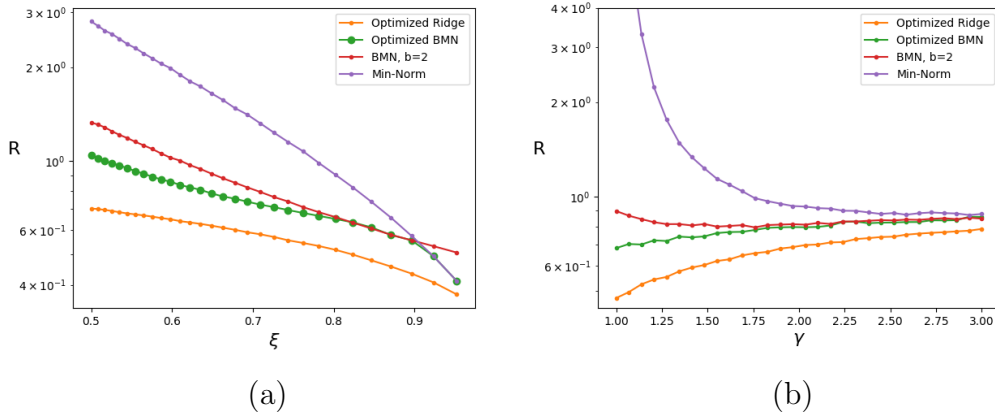 3 × 10⁰
2 × 10⁰
10⁰
6 × 10⁻¹
4 × 10⁻¹
R
0.5 0.6 0.7 0.8 0.9
ξ
Optimized Ridge
Optimized BMN
BMN, b=2
Min-Norm
(a)
4 × 10⁰
3 × 10⁰
2 × 10⁰
10⁰
6 × 10⁻¹
R
1.00 1.25 1.50 1.75 2.00 2.25 2.50 2.75 3.00
γ
Optimized Ridge
Optimized BMN
BMN, b=2
Min-Norm
(b)